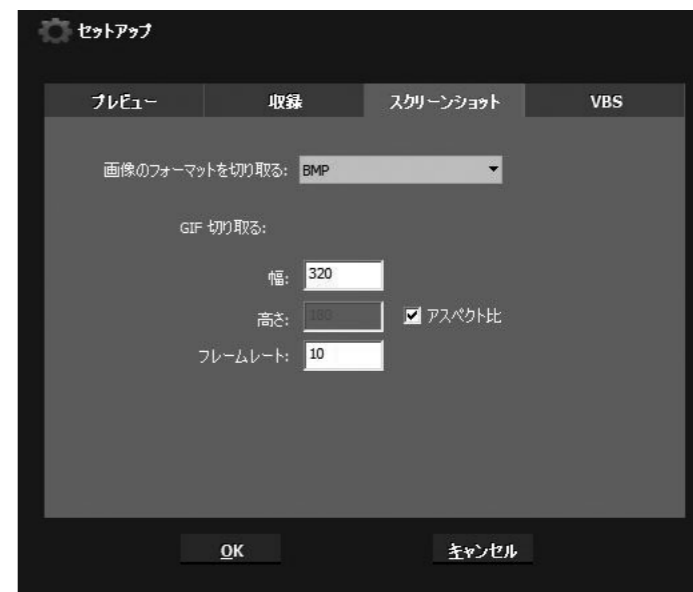 セットアップ
プレビュー 収録 スクリーンショット VBS
画像のフォーマットを切り取る: BMP
GIF 切り取る:
幅: 320
高さ: 180 アスペクト比
フレームレート: 10
OK キャンセル